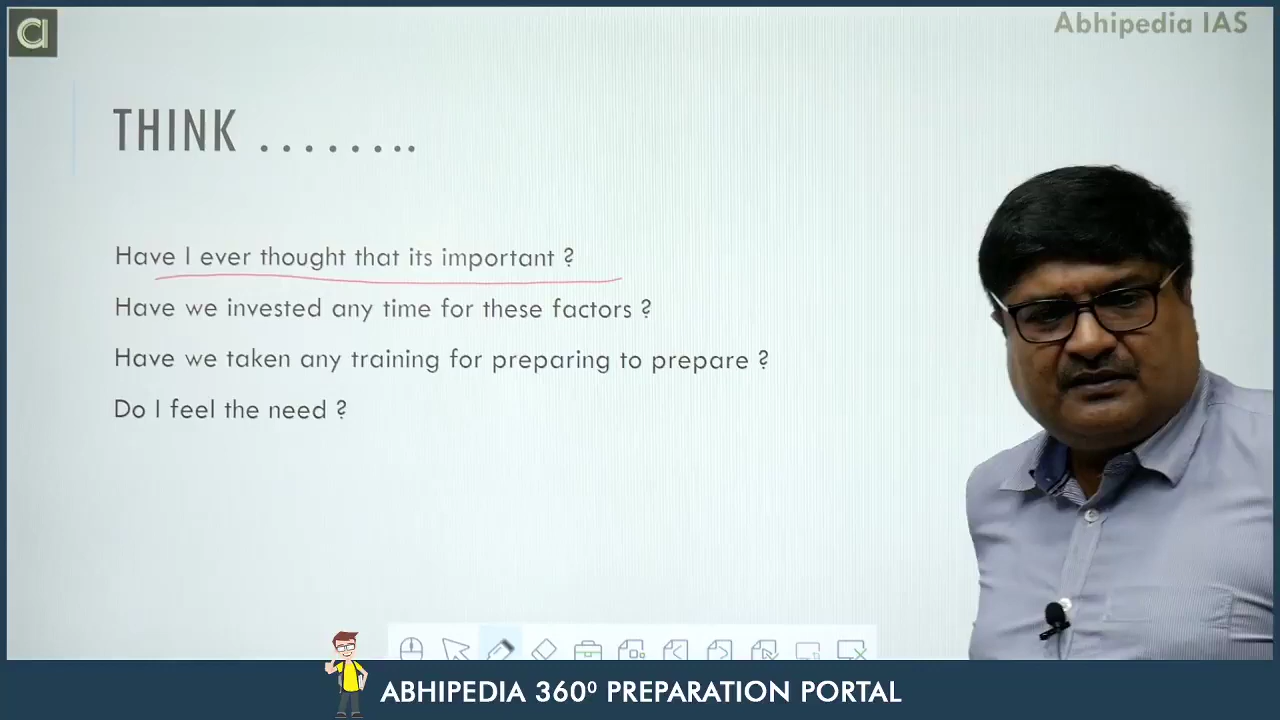 Abhipedia IAS
THINK ........
Have I ever thought that its important ?
Have we invested any time for these factors ?
Have we taken any training for preparing to prepare ?
Do I feel the need ?
ABHIPEDIA 360⁰ PREPARATION PORTAL